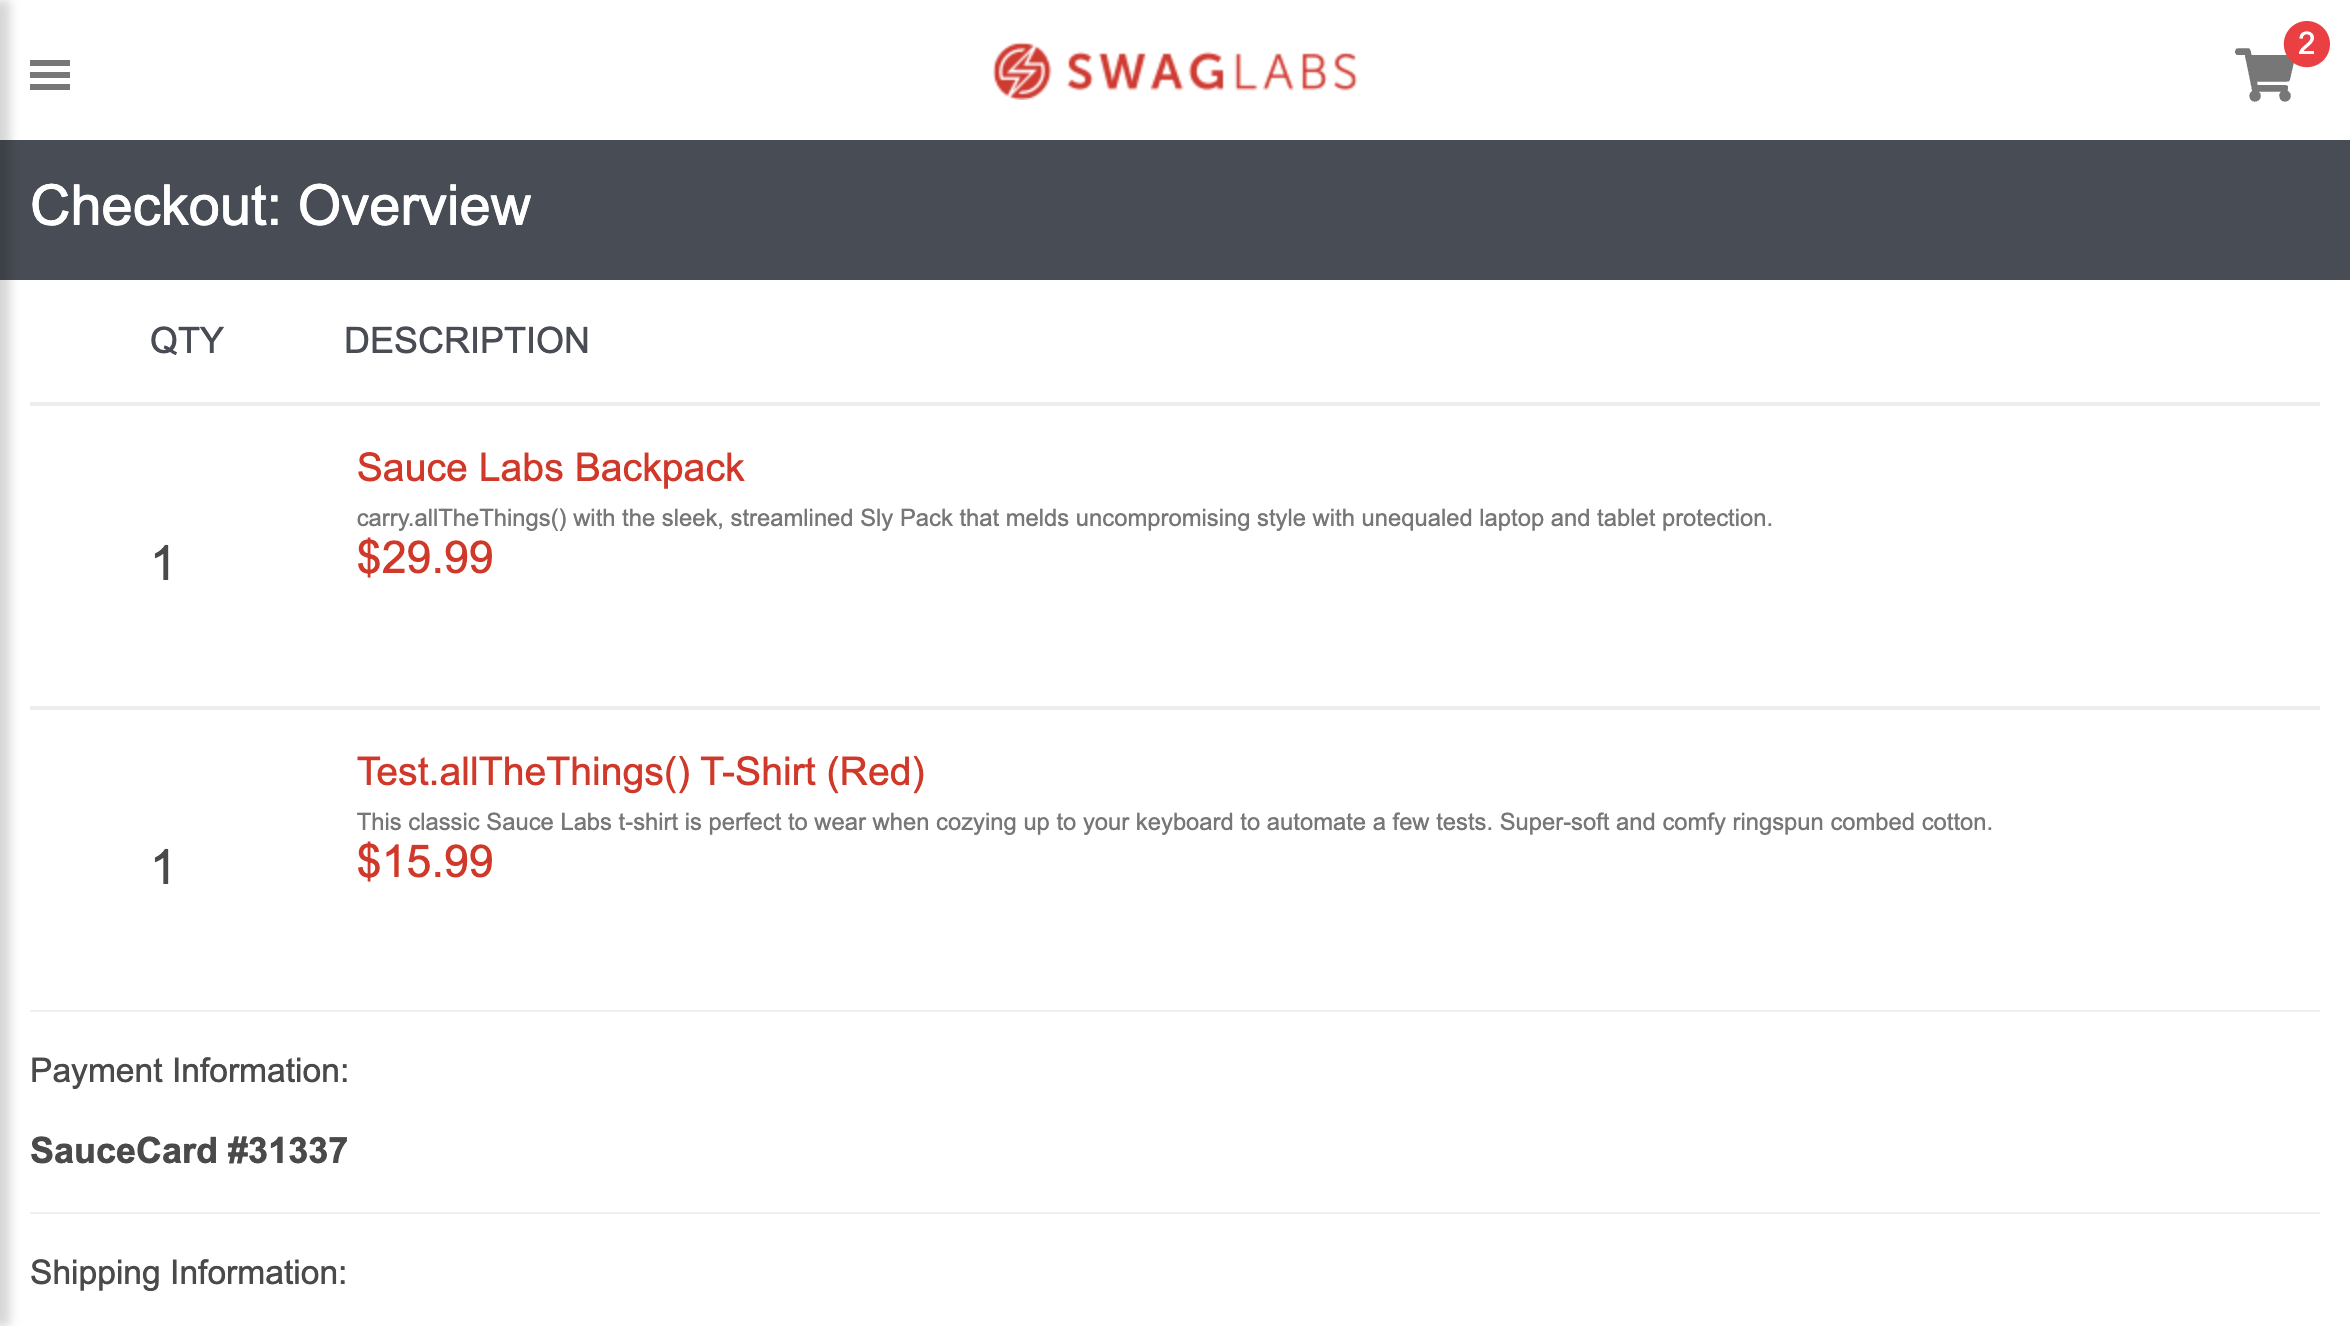 SWAGLABS
2
Checkout: Overview
QTY DESCRIPTION
Sauce Labs Backpack
carry.allTheThings() with the sleek, streamlined Sly Pack that melds uncompromising style with unequaled laptop and tablet protection.
1
$29.99
Test.allTheThings() T-Shirt (Red)
This classic Sauce Labs t-shirt is perfect to wear when cozying up to your keyboard to automate a few tests. Super-soft and comfy ringspun combed cotton.
1
$15.99
Payment Information:
SauceCard #31337
Shipping Information: